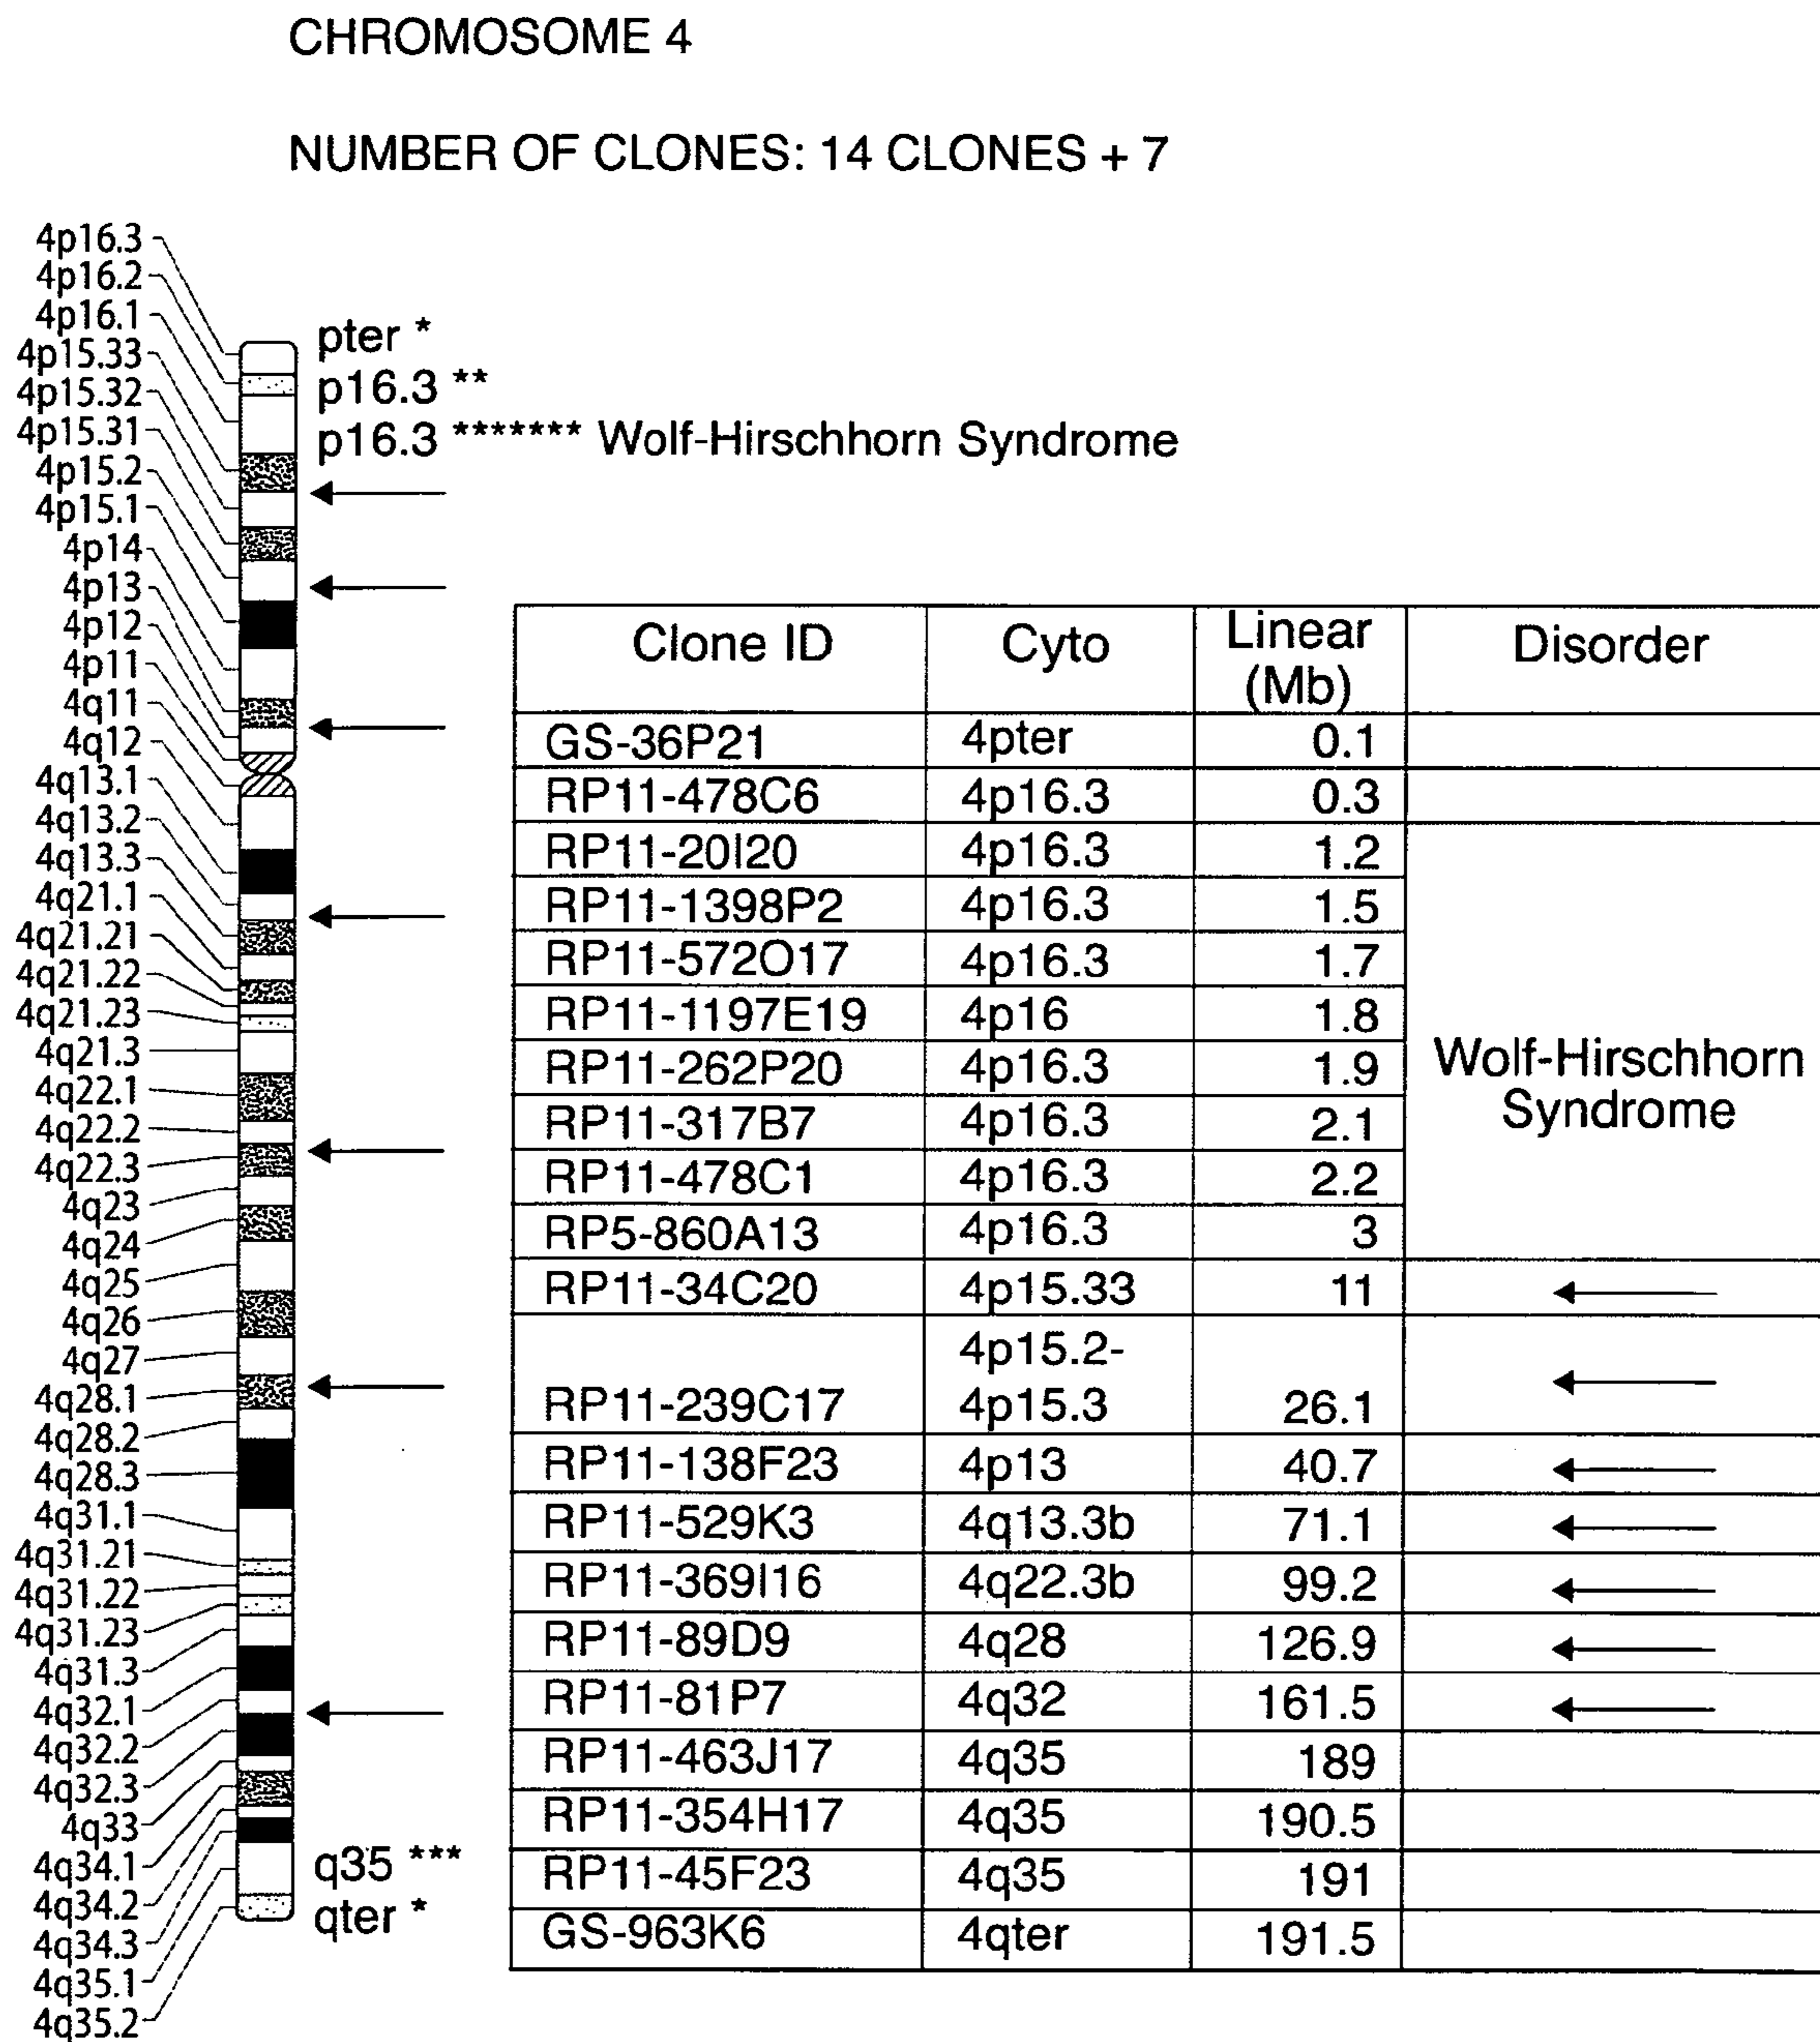 CHROMOSOME 4
NUMBER OF CLONES: 14 CLONES + 7
4p16.3
4p16.2
4p16.1
4p15.33
4p15.32
4p15.31
4p15.2
4p15.1
4p14
4p13
4p12
4p11
4q11
4q12
4q13.1
4q13.2
4q13.3
4q21.1
4q21.21
4q21.22
4q21.23
4q21.3
4q22.1
4q22.2
4q22.3
4q23
4q24
4q25
4q26
4q27
4q28.1
4q28.2
4q28.3
4q31.1
4q31.21
4q31.22
4q31.23
4q31.3
4q32.1
4q32.2
4q32.3
4q33
4q34.1
4q34.2
4q34.3
4q35.1
4q35.2
pter *
p16.3 **
p16.3 ******* Wolf-Hirschhorn Syndrome
q35 ***
qter *
Clone ID Cyto Linear (Mb) Disorder
GS-36P21 4pter 0.1
RP11-478C6 4p16.3 0.3
RP11-20I20 4p16.3 1.2
RP11-1398P2 4p16.3 1.5
RP11-572O17 4p16.3 1.7
RP11-1197E19 4p16 1.8
RP11-262P20 4p16.3 1.9
Wolf-Hirschhorn
Syndrome
RP11-317B7 4p16.3 2.1
RP11-478C1 4p16.3 2.2
RP5-860A13 4p16.3 3
RP11-34C20 4p15.33 11
4p15.2-
RP11-239C17 4p15.3 26.1
RP11-138F23 4p13 40.7
RP11-529K3 4q13.3b 71.1
RP11-369I16 4q22.3b 99.2
RP11-89D9 4q28 126.9
RP11-81P7 4q32 161.5
RP11-463J17 4q35 189
RP11-354H17 4q35 190.5
RP11-45F23 4q35 191
GS-963K6 4qter 191.5